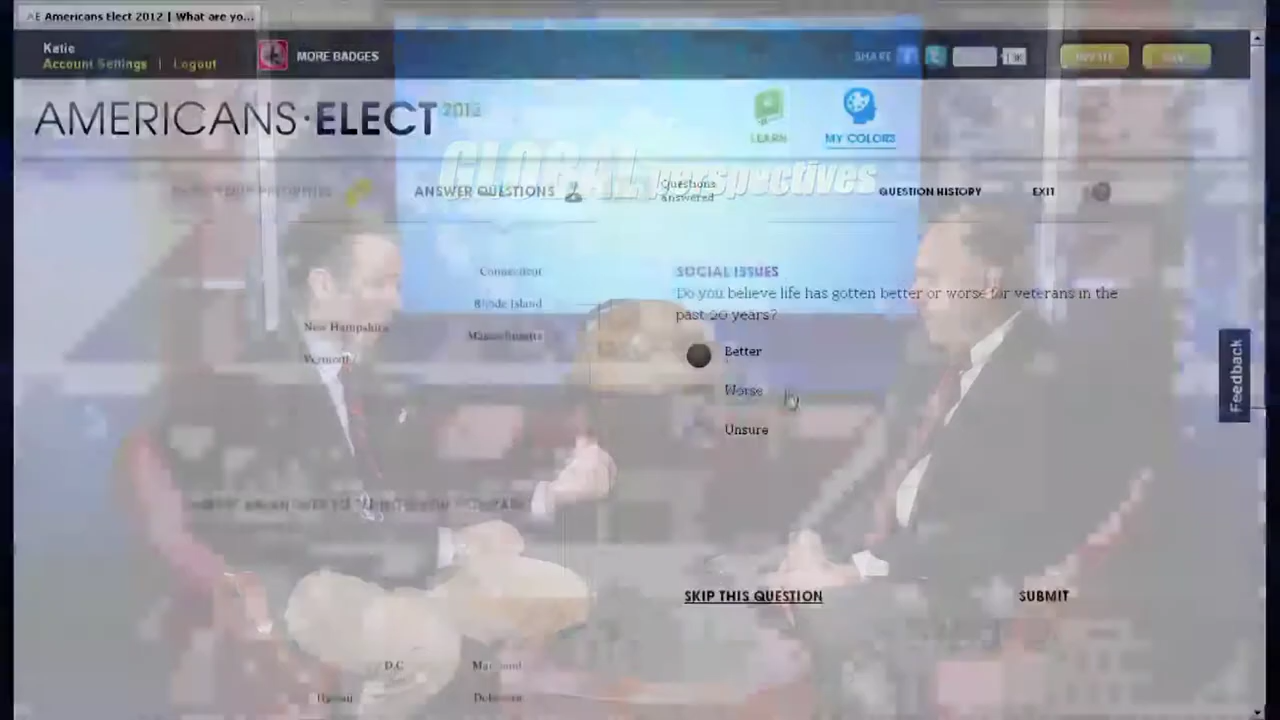 AE Americans Elect 2012 | What are yo...
Katie
Account Settings | Logout
MORE BADGES
SHARE
AMERICANS·ELECT 2012
LEARN
MY COLORS
GLOBAL Perspectives
ANSWER QUESTIONS
Questions
answered
QUESTION HISTORY
EXIT
Connecticut
Rhode Island
Massachusetts
New Hampshire
Vermont
SOCIAL ISSUES
Do you believe life has gotten better or worse for veterans in the
past 20 years?
Better
Worse
Unsure
Feedback
SKIP THIS QUESTION
SUBMIT
D.C
Maryland
Hawaii
Delaware